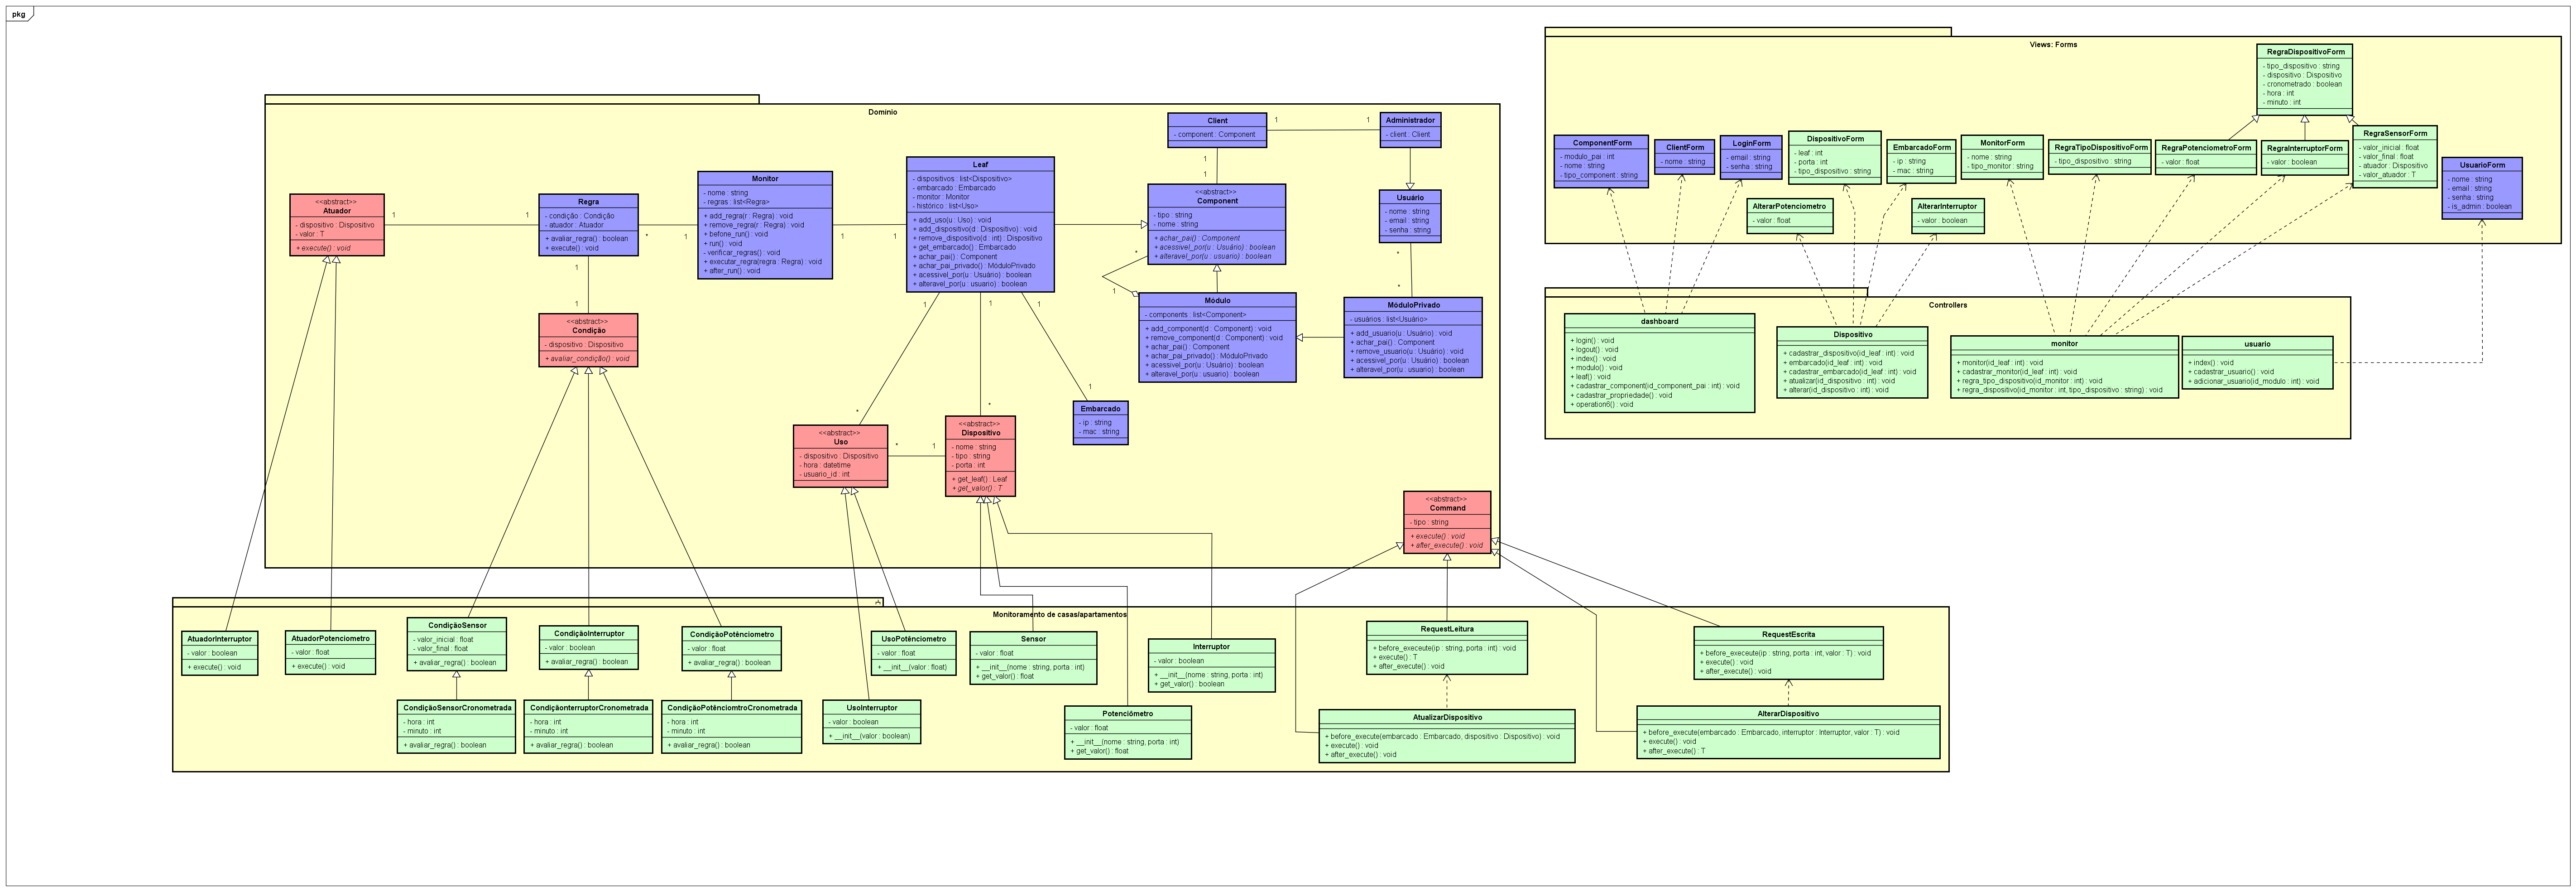 pkg
Views: Forms
RegraDispositivoForm
- tipo_dispositivo : string
- dispositivo : Dispositivo
- cronometrado : boolean
- hora : int
- minuto : int
ComponentForm
- modulo_pai : int
- nome : string
- tipo_component : string
ClientForm
- nome : string
LoginForm
- email : string
- senha : string
DispositivoForm
- leaf : int
- porta : int
- tipo_dispositivo : string
EmbarcadoForm
- ip : string
- mac : string
MonitorForm
- nome : string
- tipo_monitor : string
RegraTipoDispositivoForm
- tipo_dispositivo : string
RegraPotenciometroForm
- valor : float
RegraInterruptorForm
- valor : boolean
RegraSensorForm
- valor_inicial : float
- valor_final : float
- atuador : Dispositivo
- valor_atuador : T
UsuarioForm
- nome : string
- email : string
- senha : string
- is_admin : boolean
AlterarPotenciometro
- valor : float
AlterarInterruptor
- valor : boolean
Domínio
Client
- component : Component
1
1
Administrador
- client : Client
1
1
<<abstract>>
Atuador
- dispositivo : Dispositivo
- valor : T
+ execute() : void
1
1
Regra
- condição : Condição
- atuador : Atuador
+ avaliar_regra() : boolean
+ execute() : void
*
1
Monitor
- nome : string
- regras : list<Regra>
+ add_regra(r : Regra) : void
+ remove_regra(r : Regra) : void
+ before_run() : void
+ run() : void
- verificar_regras() : void
+ executar_regra(regra : Regra) : void
+ after_run() : void
1
1
Leaf
- dispositivos : list<Dispositivo>
- embarcado : Embarcado
- monitor : Monitor
- histórico : list<Uso>
+ add_uso(u : Uso) : void
+ add_dispositivo(d : Dispositivo) : void
+ remove_dispositivo(d : int) : Dispositivo
+ get_embarcado() : Embarcado
+ achar_pai() : Component
+ achar_pai_privado() : MóduloPrivado
+ acessivel_por(u : Usuário) : boolean
+ alteravel_por(u : usuario) : boolean
<<abstract>>
Component
- tipo : string
- nome : string
+ achar_pai() : Component
+ acessivel_por(u : Usuário) : boolean
+ alteravel_por(u : usuario) : boolean
*
1
Usuario
- nome : string
- email : string
- senha : string
*
*
Módulo
- components : list<Component>
+ add_component(d : Component) : void
+ remove_component(d : Component) : void
+ achar_pai() : Component
+ achar_pai_privado() : MóduloPrivado
+ acessivel_por(u : Usuário) : boolean
+ alteravel_por(u : usuario) : boolean
MóduloPrivado
- usuários : list<Usuário>
+ add_usuario(u : Usuário) : void
+ achar_pai() : Component
+ remove_usuario(u : Usuário) : void
+ acessivel_por(u : Usuário) : boolean
+ alteravel_por(u : usuario) : boolean
1
1
<<abstract>>
Condição
- dispositivo : Dispositivo
+ avaliar_condição() : void
1
1
1
*
*
1
Embarcado
- ip : string
- mac : string
<<abstract>>
Uso
- dispositivo : Dispositivo
- hora : datetime
- usuario_id : int
*
1
<<abstract>>
Dispositivo
- nome : string
- tipo : string
- porta : int
+ get_leaf() : Leaf
+ get_valor() : T
<<abstract>>
Command
- tipo : string
+ execute() : void
+ after_execute() : void
Controllers
dashboard
+ login() : void
+ logout() : void
+ index() : void
+ modulo() : void
+ leaf() : void
+ cadastrar_component(id_component_pai : int) : void
+ cadastrar_propriedade() : void
+ operation6() : void
Dispositivo
+ cadastrar_dispositivo(id_leaf : int) : void
+ embarcado(id_leaf : int) : void
+ cadastrar_embarcado(id_leaf : int) : void
+ atualizar(id_dispositivo : int) : void
+ alterar(id_dispositivo : int) : void
monitor
+ monitor(id_leaf : int) : void
+ cadastrar_monitor(id_leaf : int) : void
+ regra_tipo_dispositivo(id_monitor : int) : void
+ regra_dispositivo(id_monitor : int, tipo_dispositivo : string) : void
usuario
+ index() : void
+ cadastrar_usuario() : void
+ adicionar_usuario(id_modulo : int) : void
Monitoramento de casas/apartamentos
AtuadorInterruptor
- valor : boolean
+ execute() : void
AtuadorPotenciometro
- valor : float
+ execute() : void
CondiçãoSensor
- valor_inicial : float
- valor_final : float
+ avaliar_regra() : boolean
CondiçãoInterruptor
- valor : boolean
+ avaliar_regra() : boolean
CondiçãoPotênciometro
- valor : float
+ avaliar_regra() : boolean
UsoPotênciometro
- valor : float
+ __init__(valor : float)
Sensor
- valor : float
+ __init__(nome : string, porta : int)
+ get_valor() : float
Interruptor
- valor : boolean
+ __init__(nome : string, porta : int)
+ get_valor() : boolean
RequestLeitura
+ before_execeute(ip : string, porta : int) : void
+ execute() : T
+ after_execute() : void
RequestEscrita
+ before_execeute(ip : string, porta : int, valor : T) : void
+ execute() : void
+ after_execute() : void
CondiçãoSensorCronometrada
- hora : int
- minuto : int
+ avaliar_regra() : boolean
CondiçãonterruptorCronometrada
- hora : int
- minuto : int
+ avaliar_regra() : boolean
CondiçãoPotênciomtroCronometrada
- hora : int
- minuto : int
+ avaliar_regra() : boolean
UsoInterruptor
- valor : boolean
+ __init__(valor : boolean)
Potenciômetro
- valor : float
+ __init__(nome : string, porta : int)
+ get_valor() : float
AtualizarDispositivo
+ before_execute(embarcado : Embarcado, dispositivo : Dispositivo) : void
+ execute() : void
+ after_execute() : void
AlterarDispositivo
+ before_execute(embarcado : Embarcado, interruptor : Interruptor, valor : T) : void
+ execute() : void
+ after_execute() : T